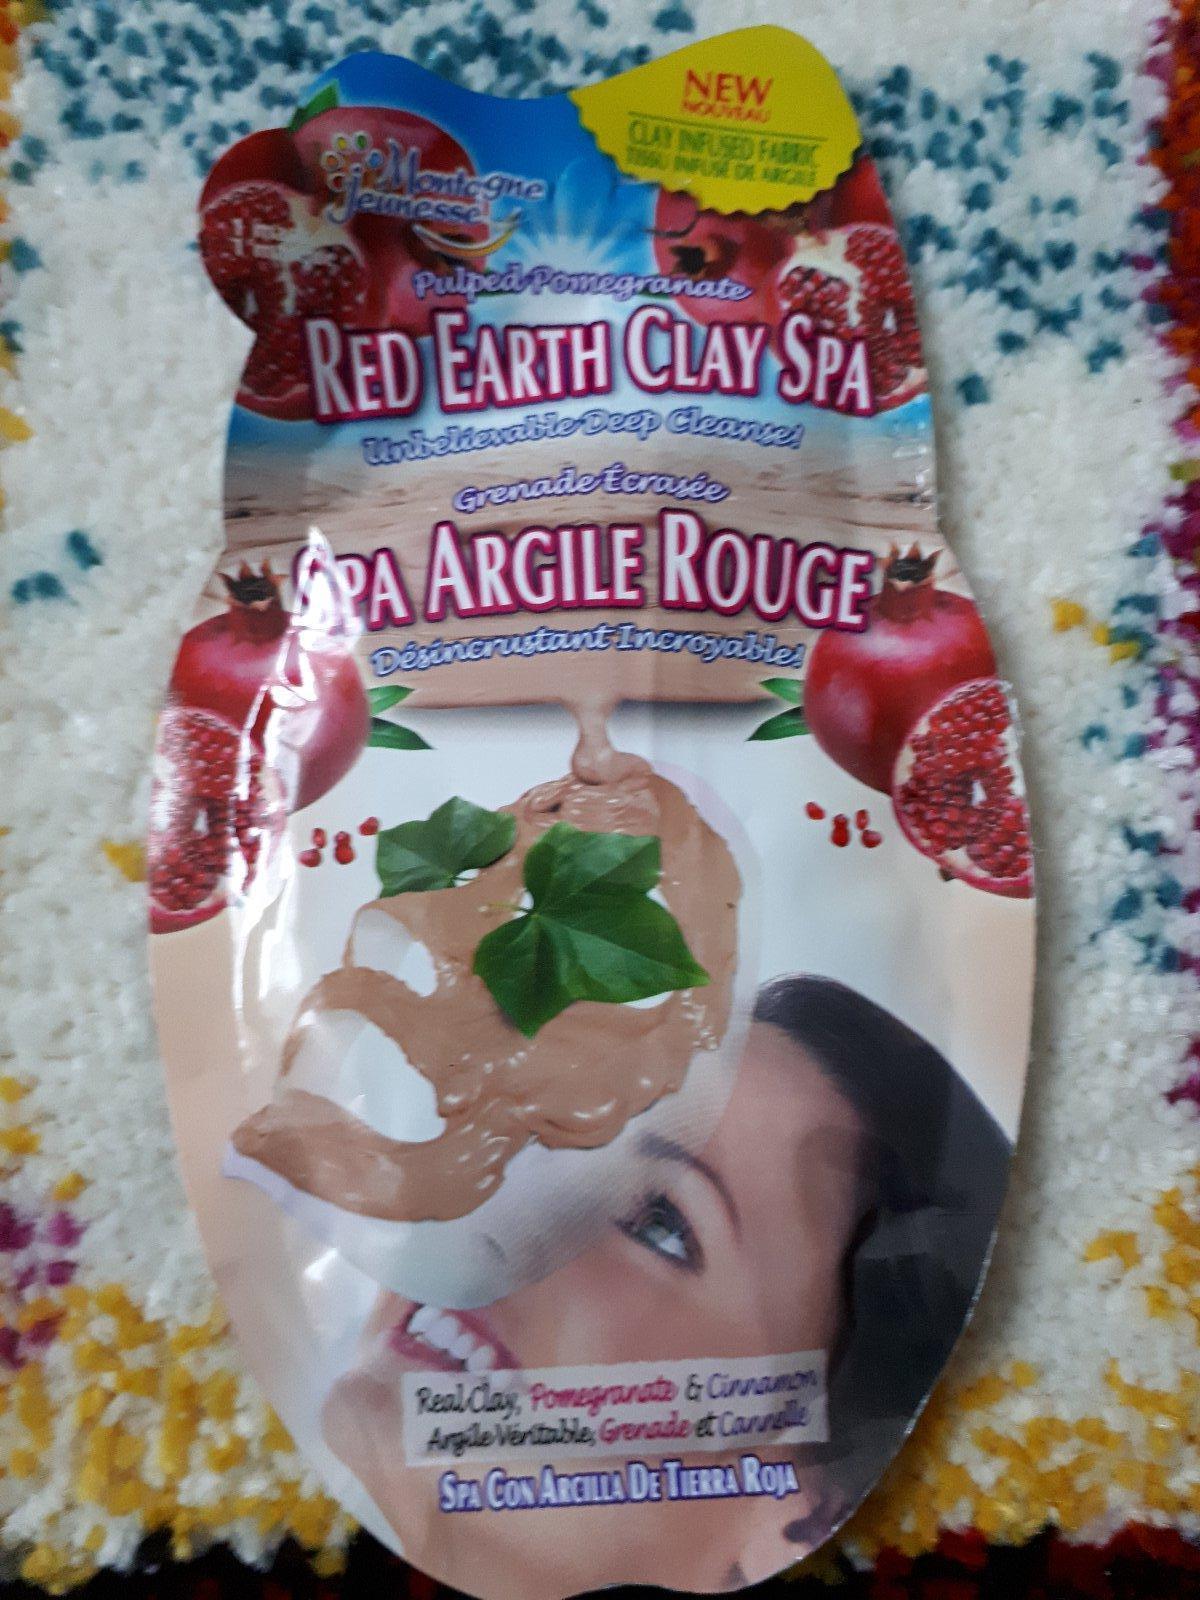 NEW
NOUVEAU
CLAY INFUSED FABRIC
TISSU INFUSÉ DE ARGILE
Montagne
Jeunesse
Pulped Pomegranate
RED EARTH CLAY SPA
Unbelievable Deep Cleanse!
Grenade Écrasée
SPA ARGILE ROUGE
Désincrustant Incroyable!
Real Clay, Pomegranate & Cinnamon
Argile Véritable, Grenade et Cannelle
SPA CON ARCILLA DE TIERRA ROJA